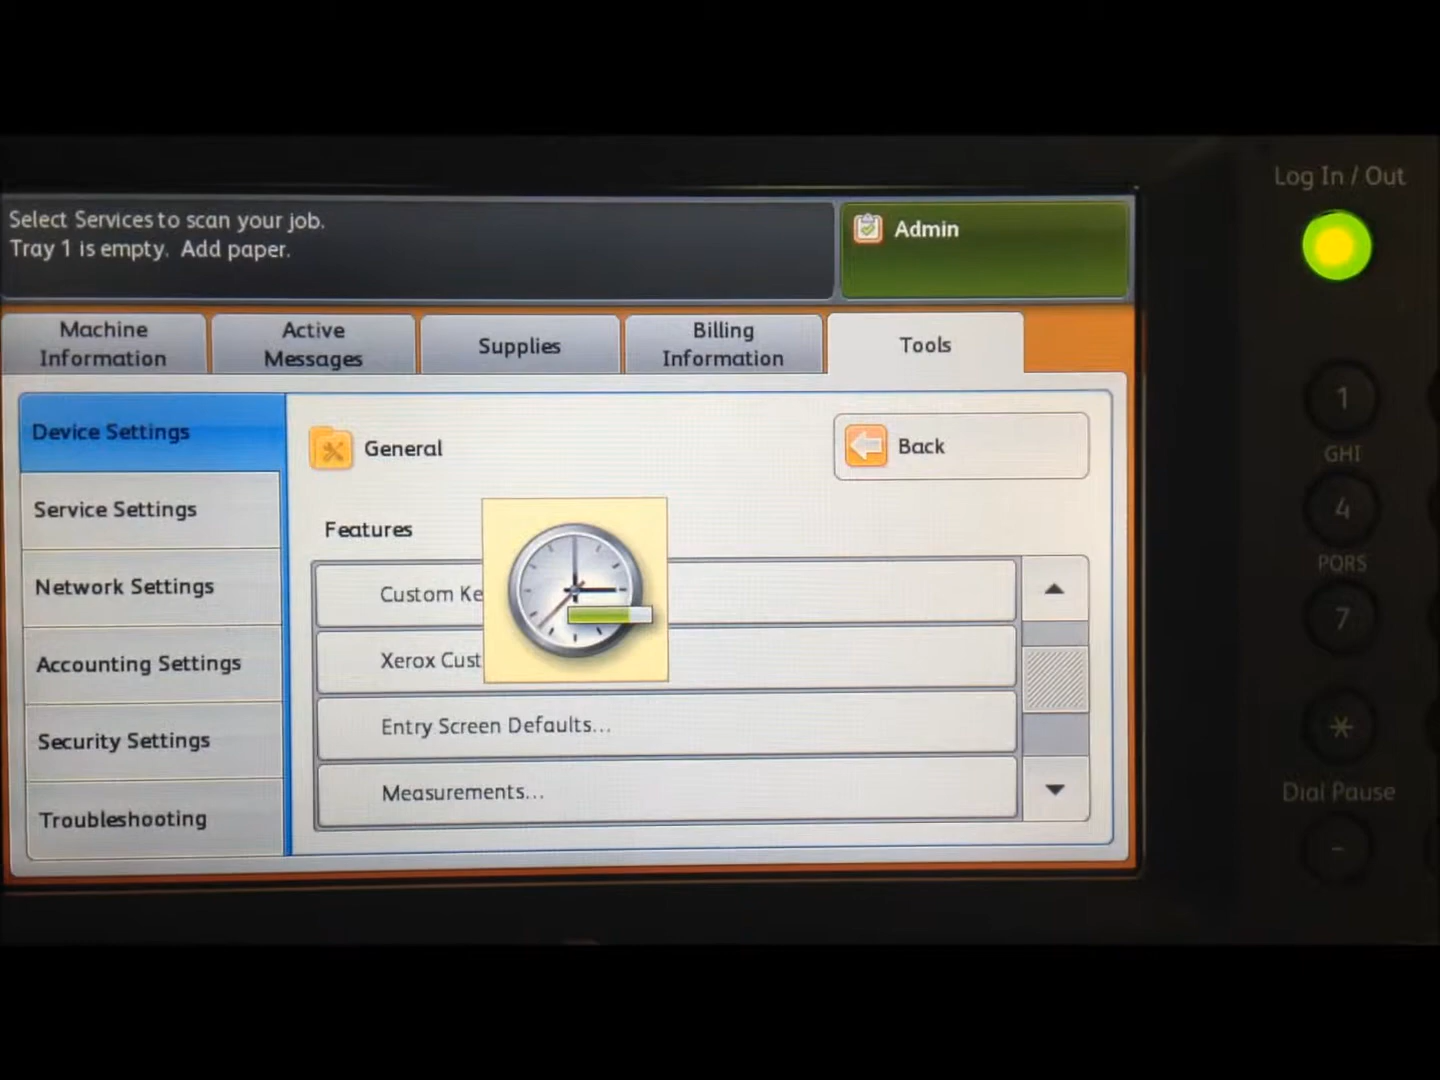 Log In / Out
Select Services to scan your job.
Tray 1 is empty. Add paper.
Admin
Machine
Information
Active
Messages
Supplies
Billing
Information
Tools
Device Settings
Service Settings
Network Settings
Accounting Settings
Security Settings
Troubleshooting
General
Back
Features
Custom Ke
Xerox Cust
Entry Screen Defaults...
Measurements...
1
GHI
4
PQRS
7
*
Dial Pause
-